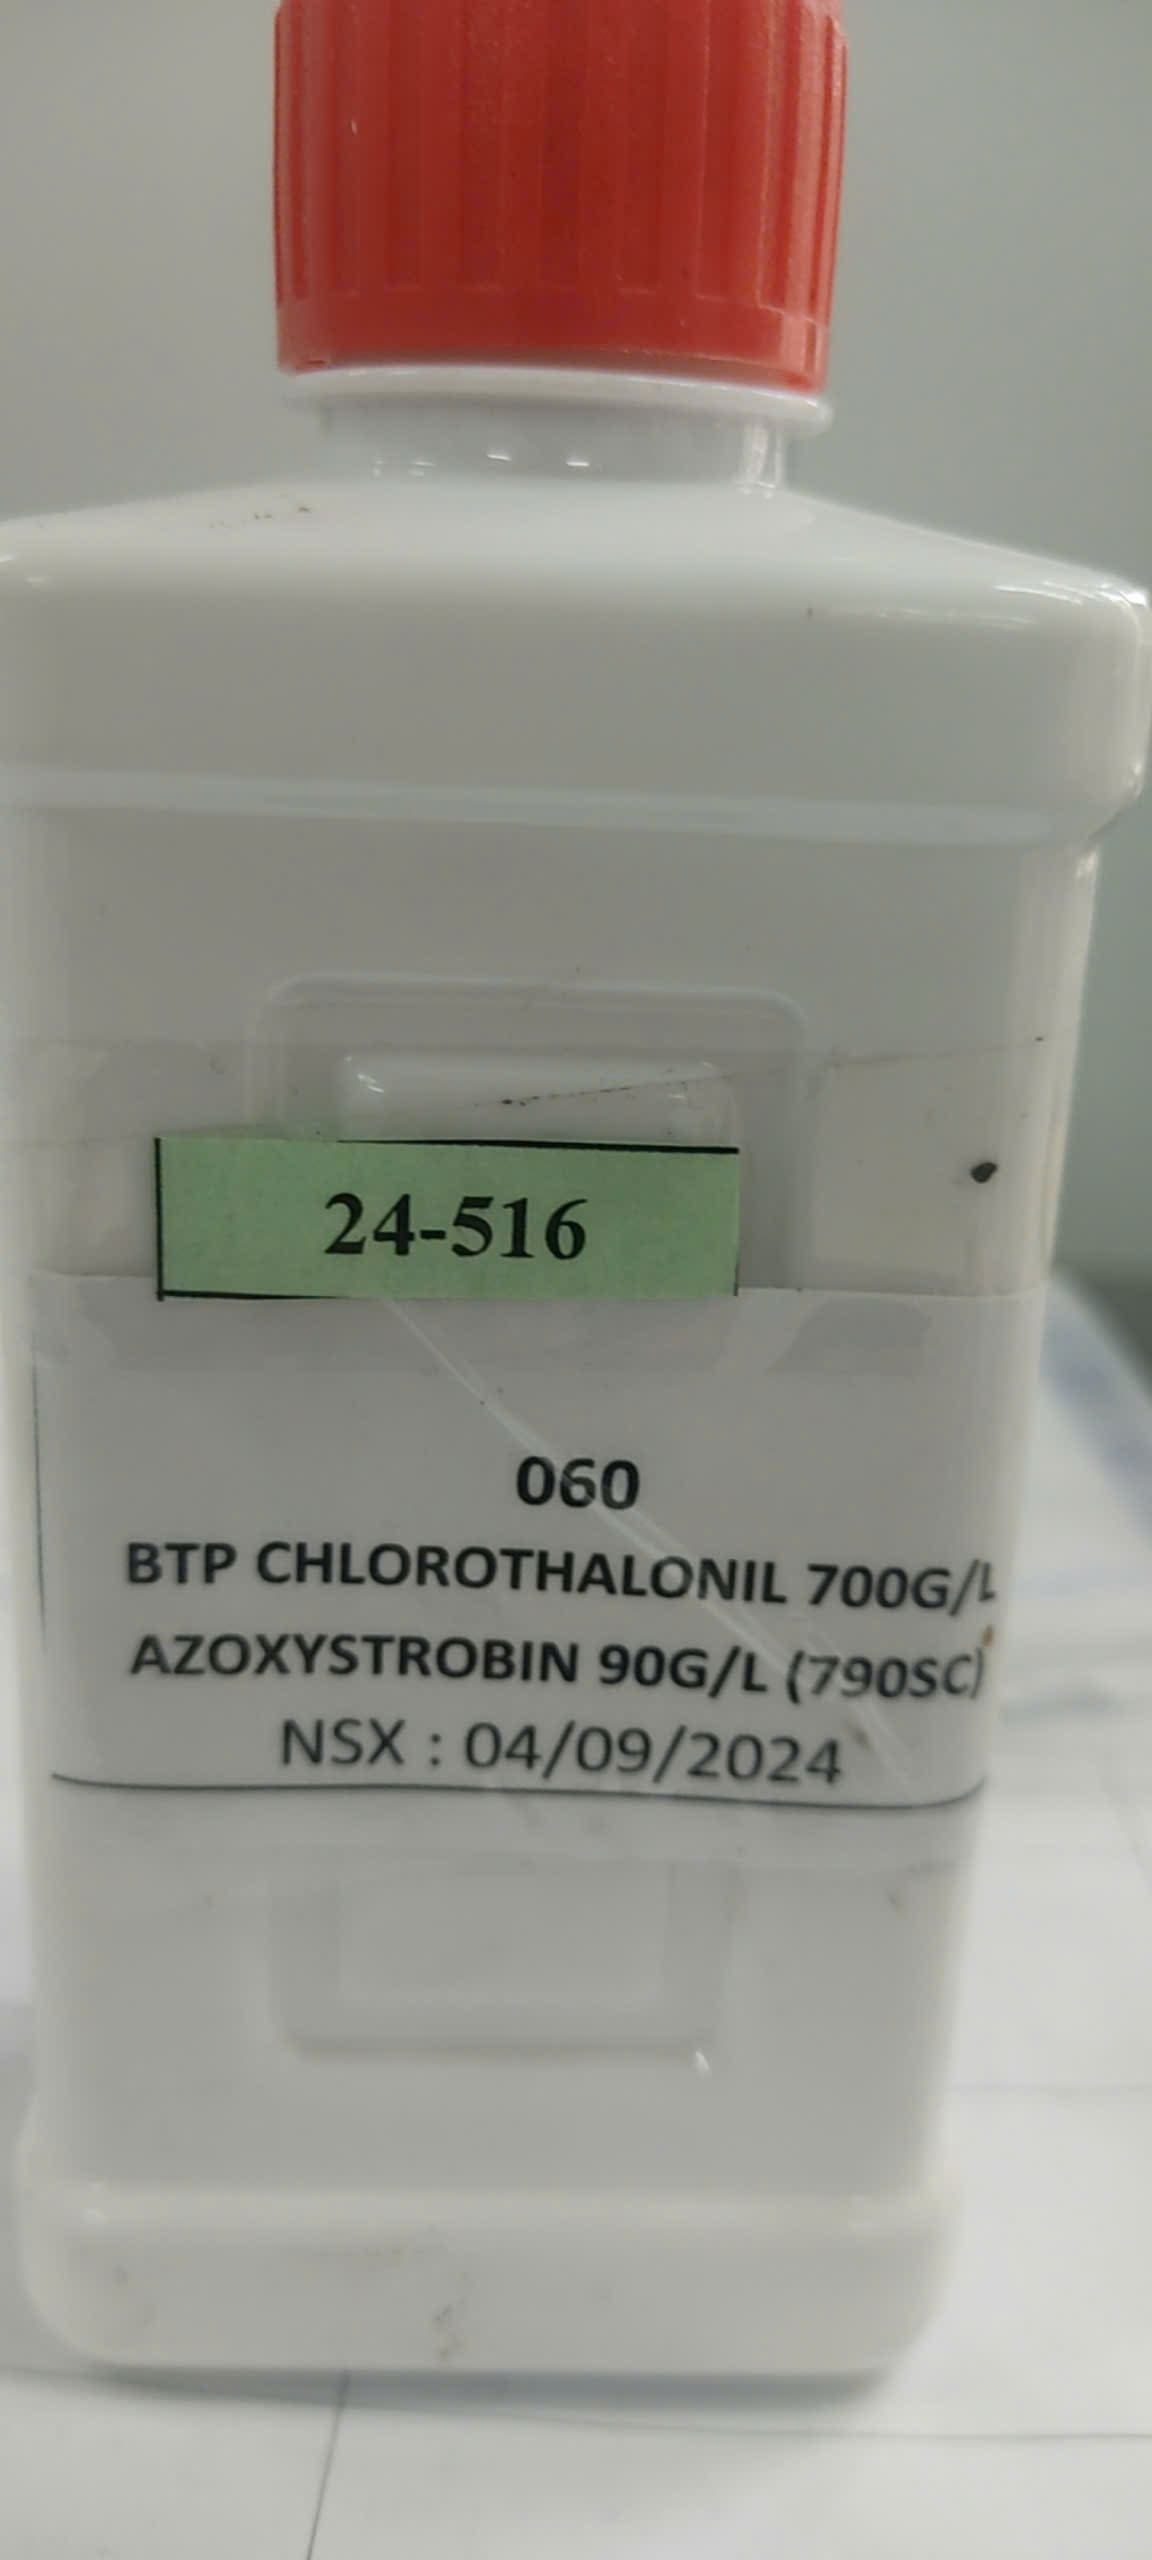 24-516
060
BTP CHLOROTHALONIL 700G/L
AZOXYSTROBIN 90G/L (790SC)
NSX : 04/09/2024